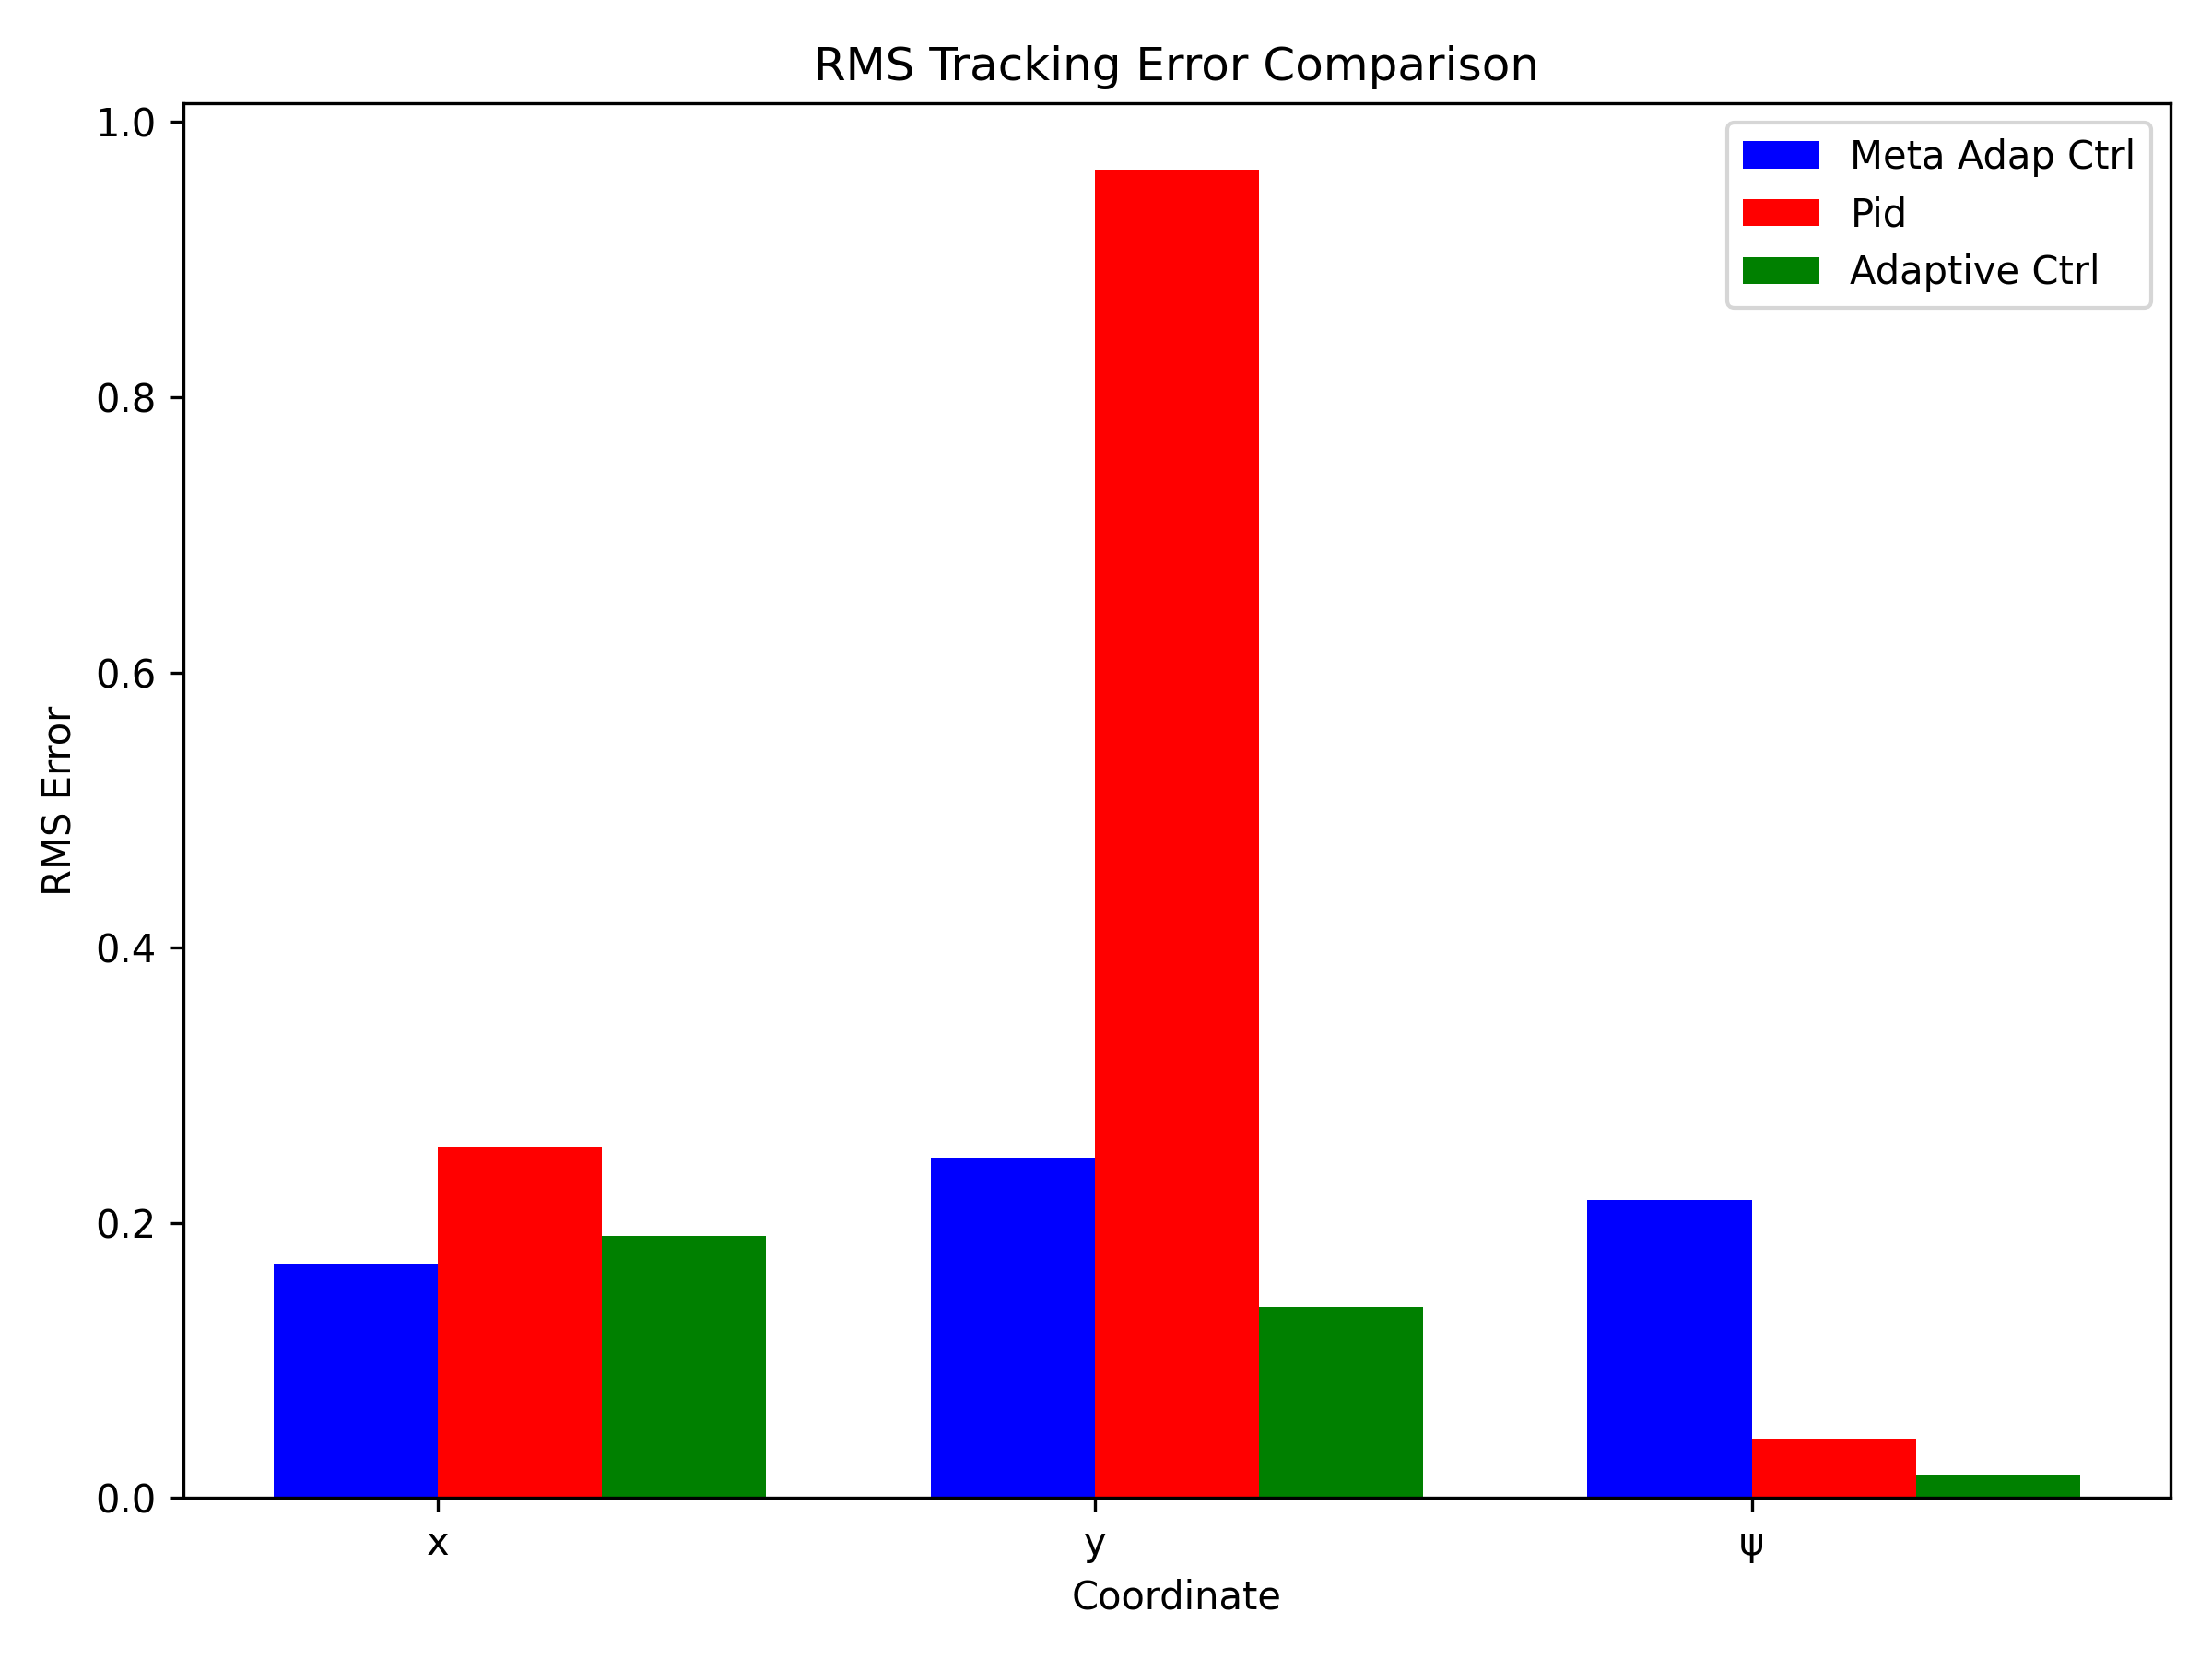 RMS Tracking Error Comparison
1.0
0.8
0.6
0.4
0.2
0.0
RMS Error
Meta Adap Ctrl
Pid
Adaptive Ctrl
x
y
ψ
Coordinate